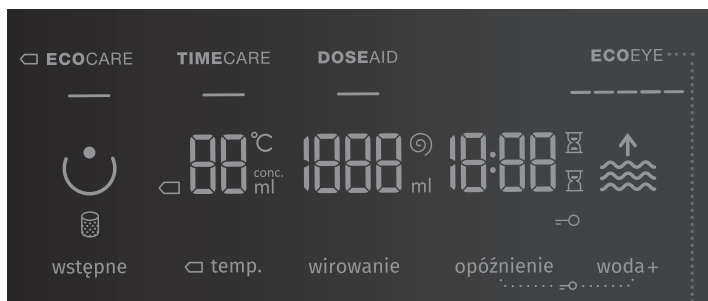 ECOCARE TIMECARE DOSEAID ECOEYE
88 °C 1888 18:88
conc.
ml ml
wstępne temp. wirowanie opóźnienie woda+